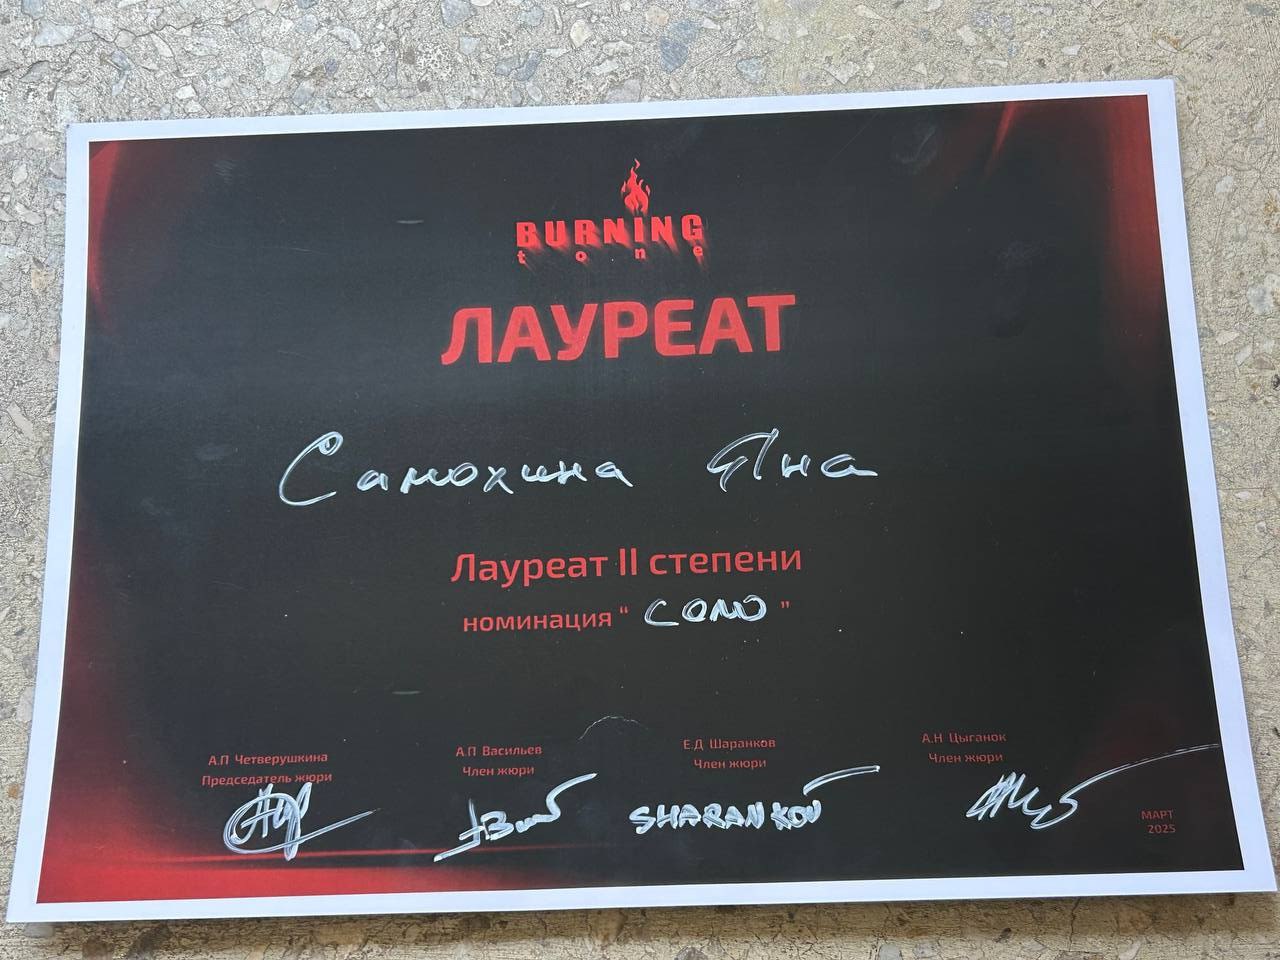 BURNING
tone
ЛАУРЕАТ
Самохина Яна
Лауреат II степени
номинация “ соло ”
А.П Четверушкина
Председатель жюри
А.П Васильев
Член жюри
Е.Д Шаранков
Член жюри
SHARANKOV
А.Н Цыганок
Член жюри
МАРТ
2025